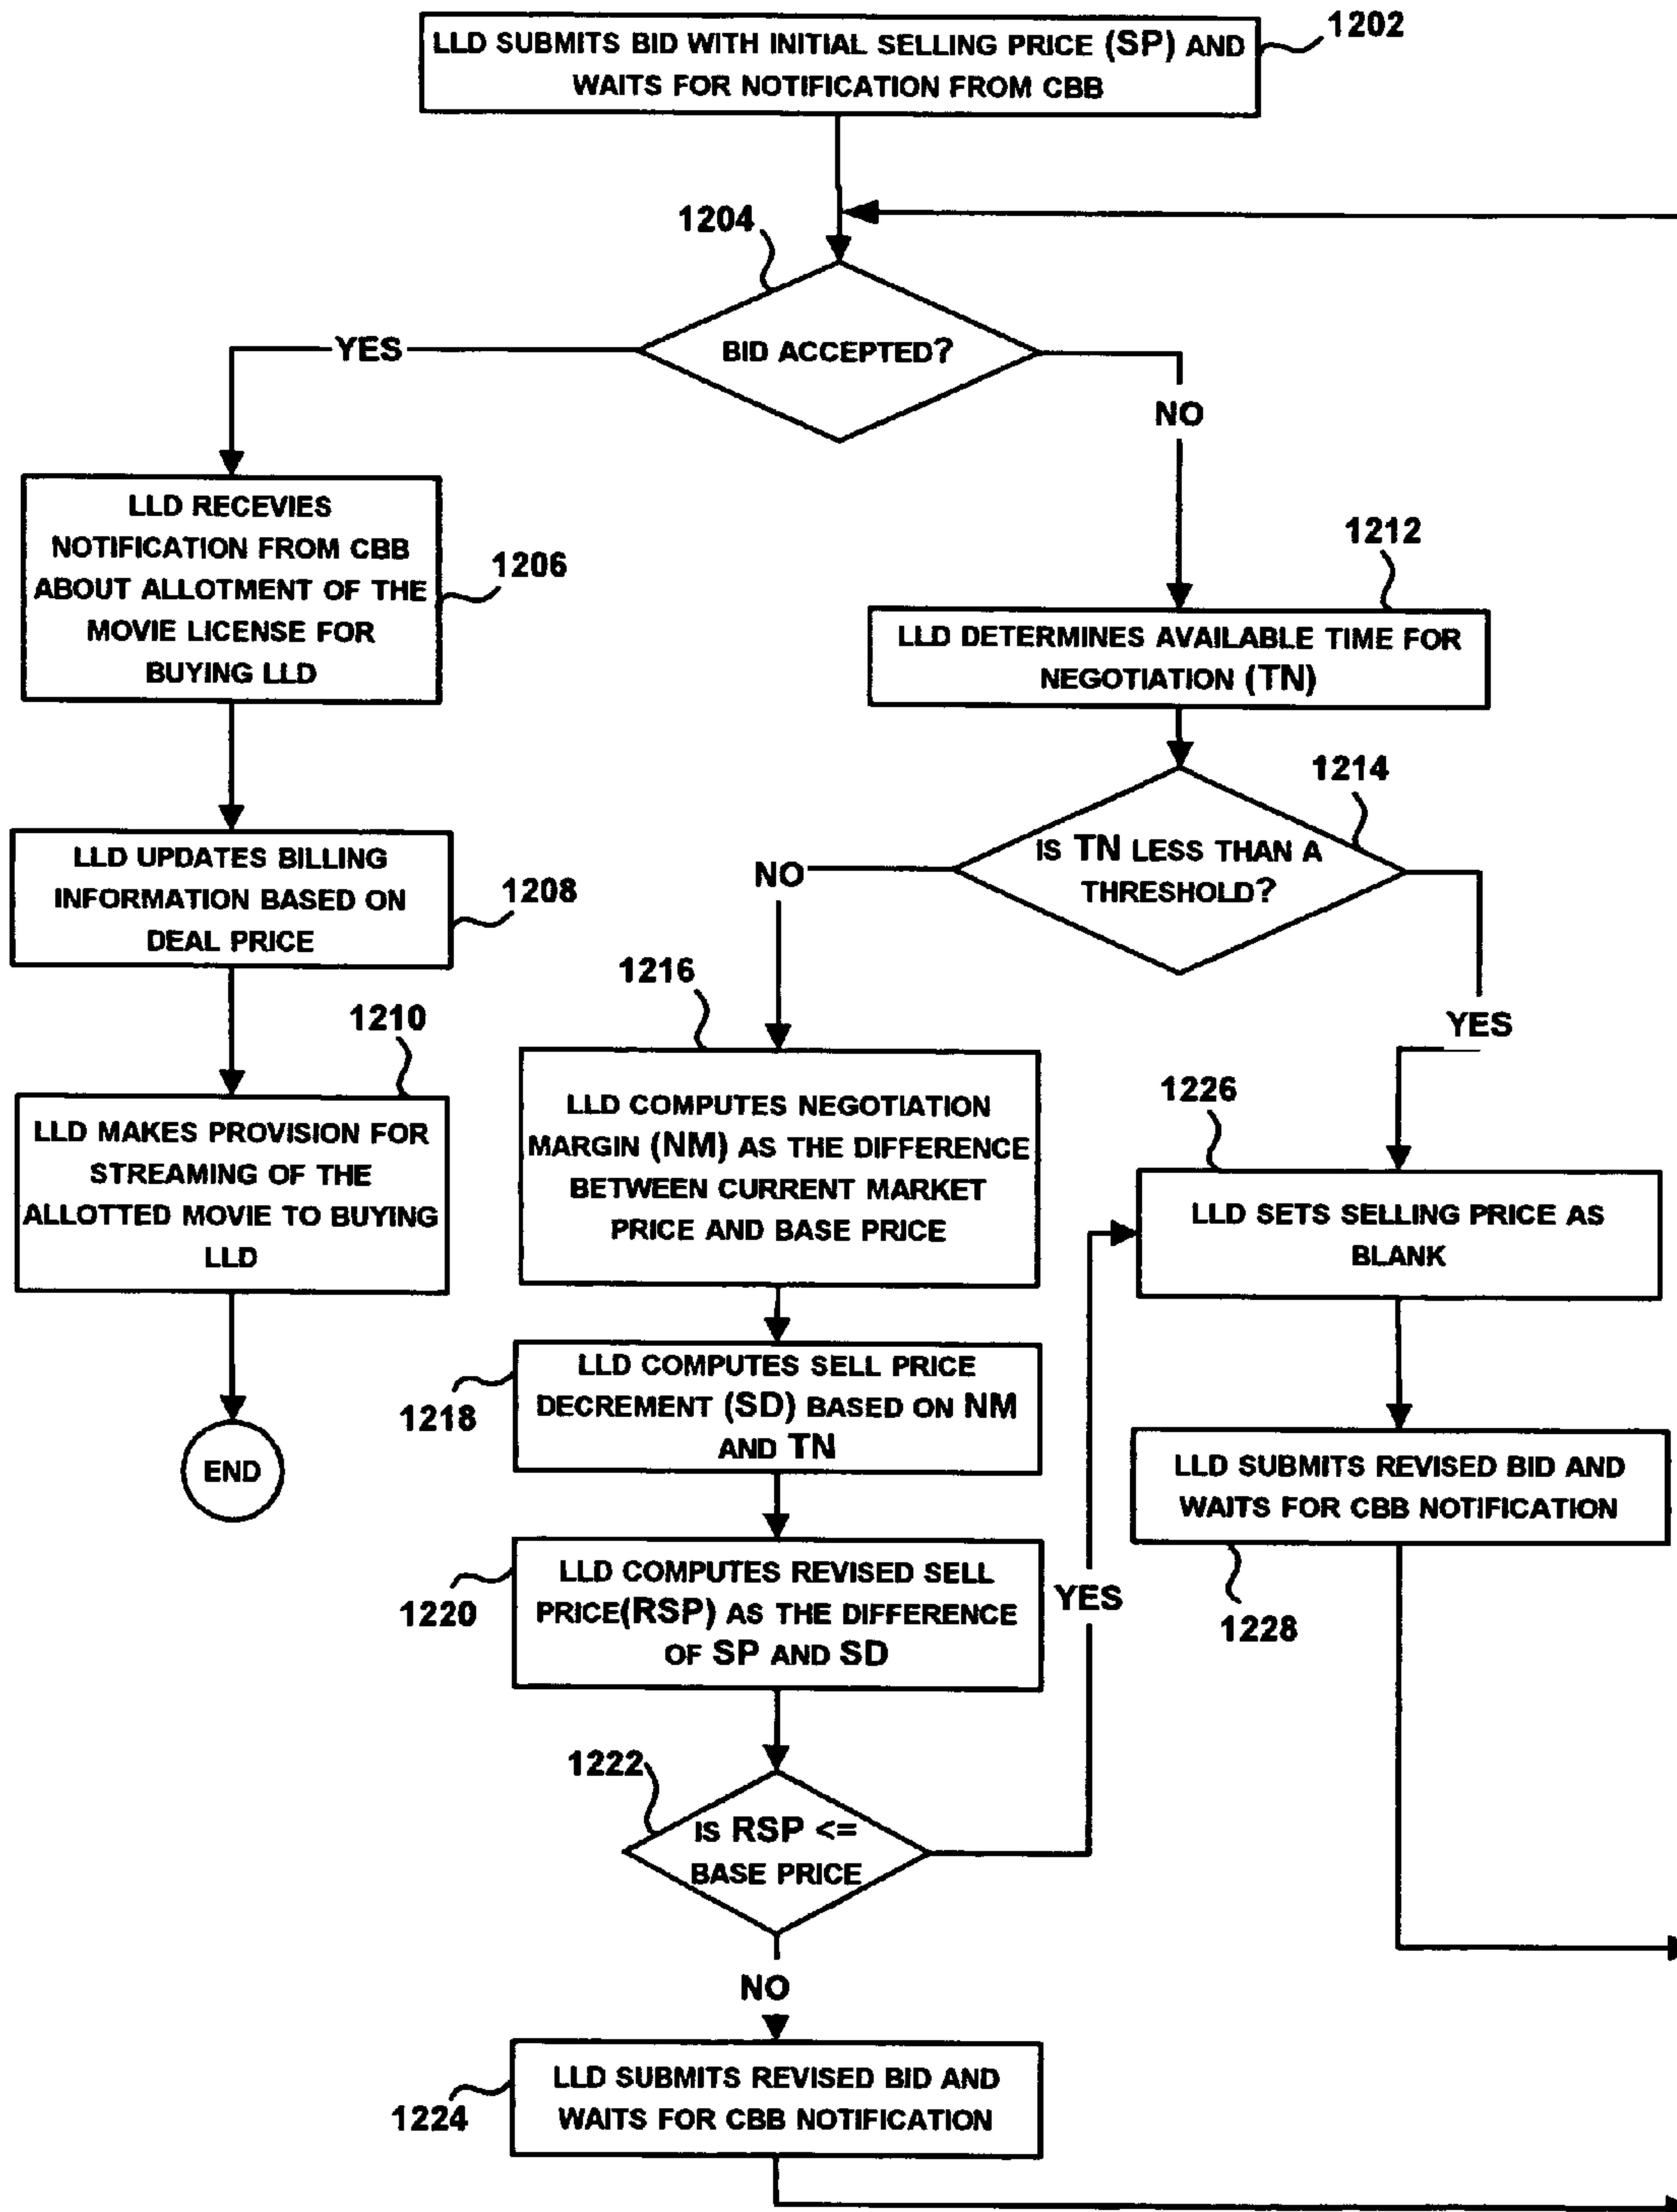 LLD SUBMITS BID WITH INITIAL SELLING PRICE (SP) AND
WAITS FOR NOTIFICATION FROM CBB
1202
1204
BID ACCEPTED?
YES
NO
LLD RECEVIES
NOTIFICATION FROM CBB
ABOUT ALLOTMENT OF THE
MOVIE LICENSE FOR
BUYING LLD
1206
1212
LLD DETERMINES AVAILABLE TIME FOR
NEGOTIATION (TN)
1214
IS TN LESS THAN A
THRESHOLD?
NO
YES
LLD UPDATES BILLING
INFORMATION BASED ON
DEAL PRICE
1208
1210
LLD MAKES PROVISION FOR
STREAMING OF THE
ALLOTTED MOVIE TO BUYING
LLD
END
1216
LLD COMPUTES NEGOTIATION
MARGIN (NM) AS THE DIFFERENCE
BETWEEN CURRENT MARKET
PRICE AND BASE PRICE
1226
LLD SETS SELLING PRICE AS
BLANK
LLD COMPUTES SELL PRICE
DECREMENT (SD) BASED ON NM
AND TN
1218
LLD SUBMITS REVISED BID AND
WAITS FOR CBB NOTIFICATION
1228
LLD COMPUTES REVISED SELL
PRICE(RSP) AS THE DIFFERENCE
OF SP AND SD
1220
YES
1222
IS RSP <=
BASE PRICE
NO
LLD SUBMITS REVISED BID AND
WAITS FOR CBB NOTIFICATION
1224